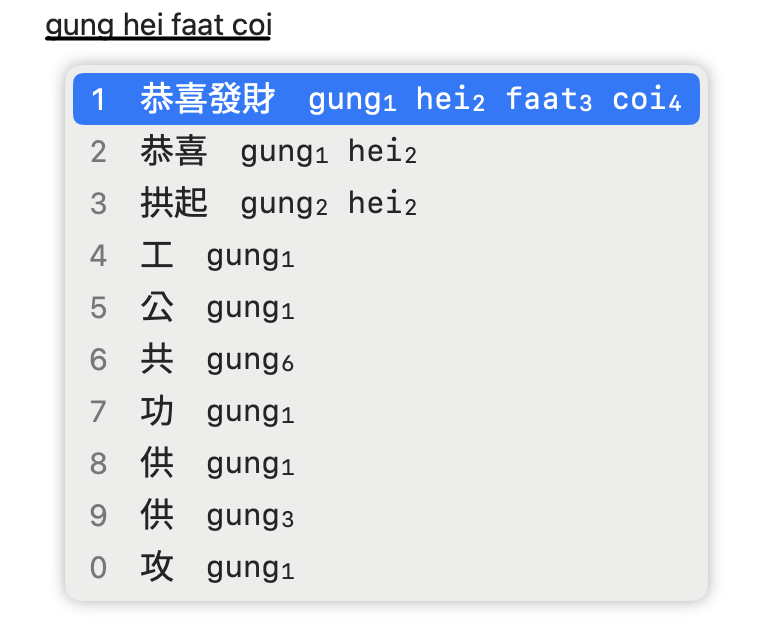 gung hei faat coi
1 恭喜發財 gung1 hei2 faat3 coi4
2 恭喜 gung1 hei2
3 拱起 gung2 hei2
4 工 gung1
5 公 gung1
6 共 gung6
7 功 gung1
8 供 gung1
9 供 gung3
0 攻 gung1